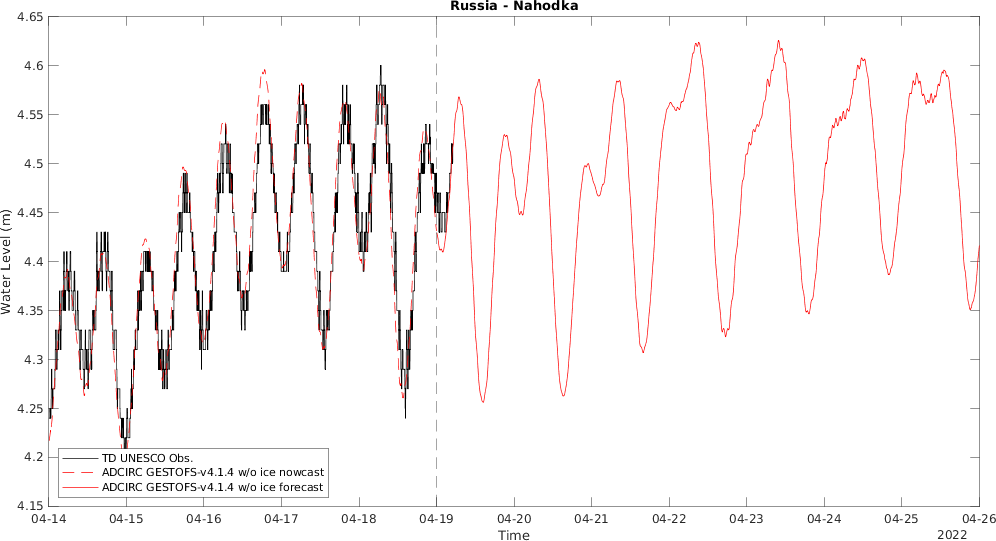 Russia - Nahodka
4.65
4.6
4.55
4.5
4.45
4.4
4.35
4.3
4.25
4.2
4.15
Water Level (m)
TD UNESCO Obs.
ADCIRC GESTOFS-v4.1.4 w/o ice nowcast
ADCIRC GESTOFS-v4.1.4 w/o ice forecast
04-14 04-15 04-16 04-17 04-18 04-19 04-20 04-21 04-22 04-23 04-24 04-25 04-26
Time
2022